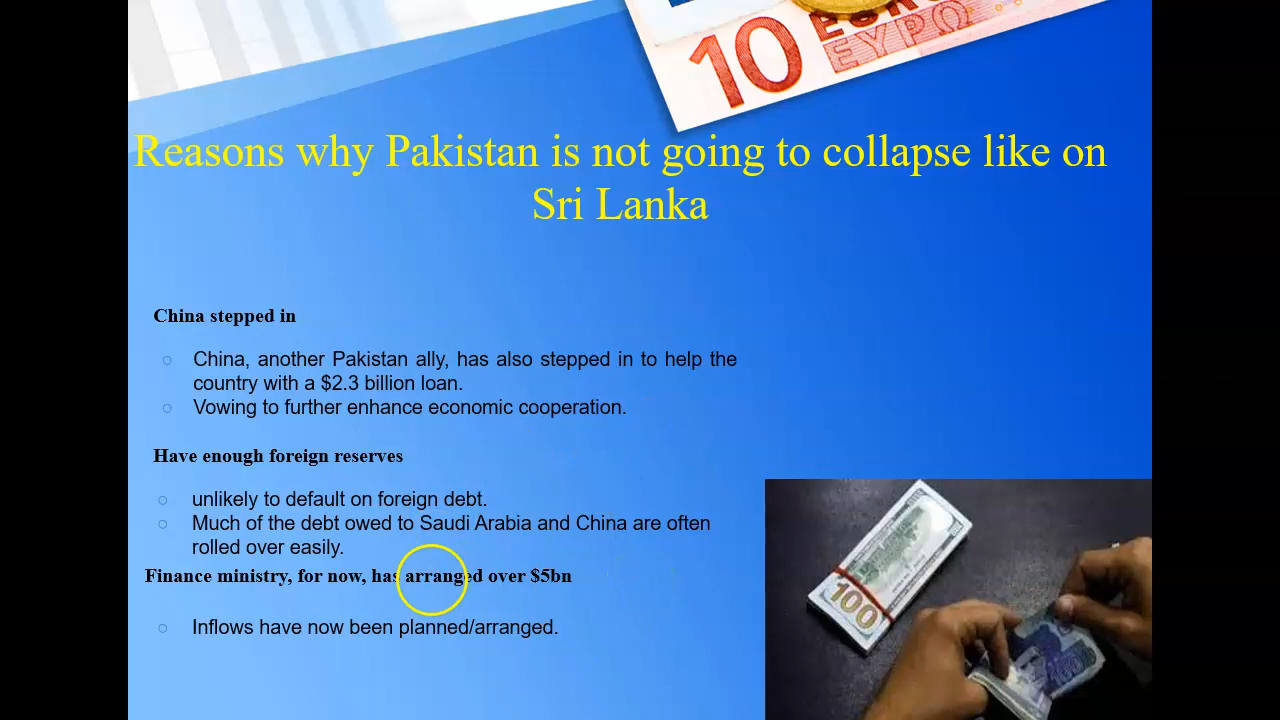 10
EURO
ΕΥΡΩ
Reasons why Pakistan is not going to collapse like on
Sri Lanka
China stepped in
China, another Pakistan ally, has also stepped in to help the
country with a $2.3 billion loan.
Vowing to further enhance economic cooperation.
Have enough foreign reserves
unlikely to default on foreign debt.
Much of the debt owed to Saudi Arabia and China are often
rolled over easily.
Finance ministry, for now, has arranged over $5bn
Inflows have now been planned/arranged.
100